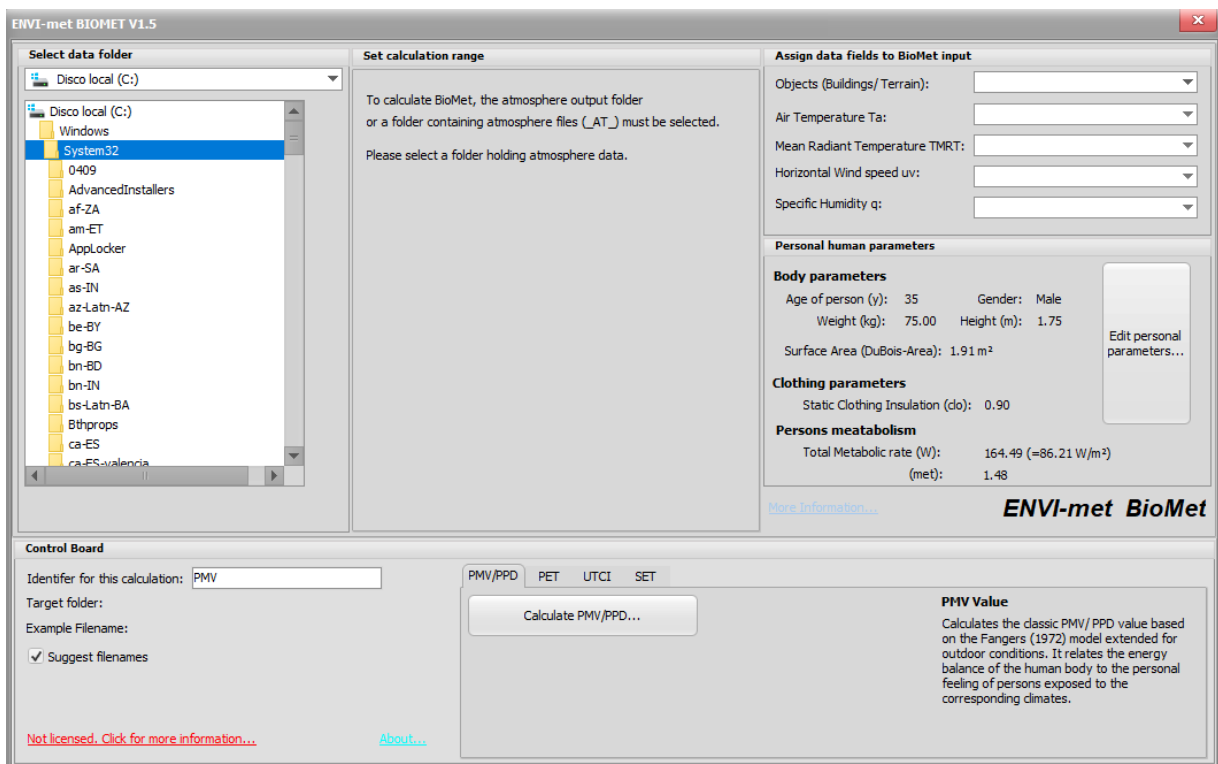 ENVI-met BIOMET V1.5
Select data folder
Disco local (C:)
Disco local (C:)
Windows
System32
0409
AdvancedInstallers
af-ZA
am-ET
AppLocker
ar-SA
as-IN
az-Latn-AZ
be-BY
bg-BG
bn-BD
bn-IN
bs-Latn-BA
Bthprops
ca-ES
ca-ES-valencia
Set calculation range
To calculate BioMet, the atmosphere output folder
or a folder containing atmosphere files (_AT_) must be selected.
Please select a folder holding atmosphere data.
Assign data fields to BioMet input
Objects (Buildings/Terrain):
Air Temperature Ta:
Mean Radiant Temperature TMRT:
Horizontal Wind speed uv:
Specific Humidity q:
Personal human parameters
Body parameters
Age of person (y): 35 Gender: Male
Weight (kg): 75.00 Height (m): 1.75
Surface Area (DuBois-Area): 1.91 m²
Clothing parameters
Static Clothing Insulation (clo): 0.90
Persons meatabolism
Total Metabolic rate (W): 164.49 (=86.21 W/m²)
(met): 1.48
Edit personal
parameters...
More Information...
ENVI-met BioMet
Control Board
Identifer for this calculation: PMV
Target folder:
Example Filename:
Suggest filenames
Not licensed. Click for more information...
About...
PMV/PPD PET UTCI SET
Calculate PMV/PPD...
PMV Value
Calculates the classic PMV/PPD value based
on the Fangers (1972) model extended for
outdoor conditions. It relates the energy
balance of the human body to the personal
feeling of persons exposed to the
corresponding climates.